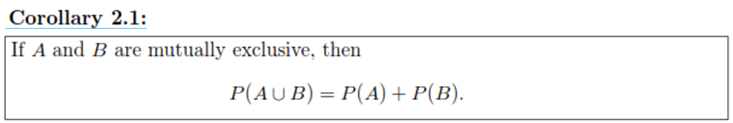 Corollary 2.1:
If A and B are mutually exclusive, then
P(A ∪ B) = P(A) + P(B).